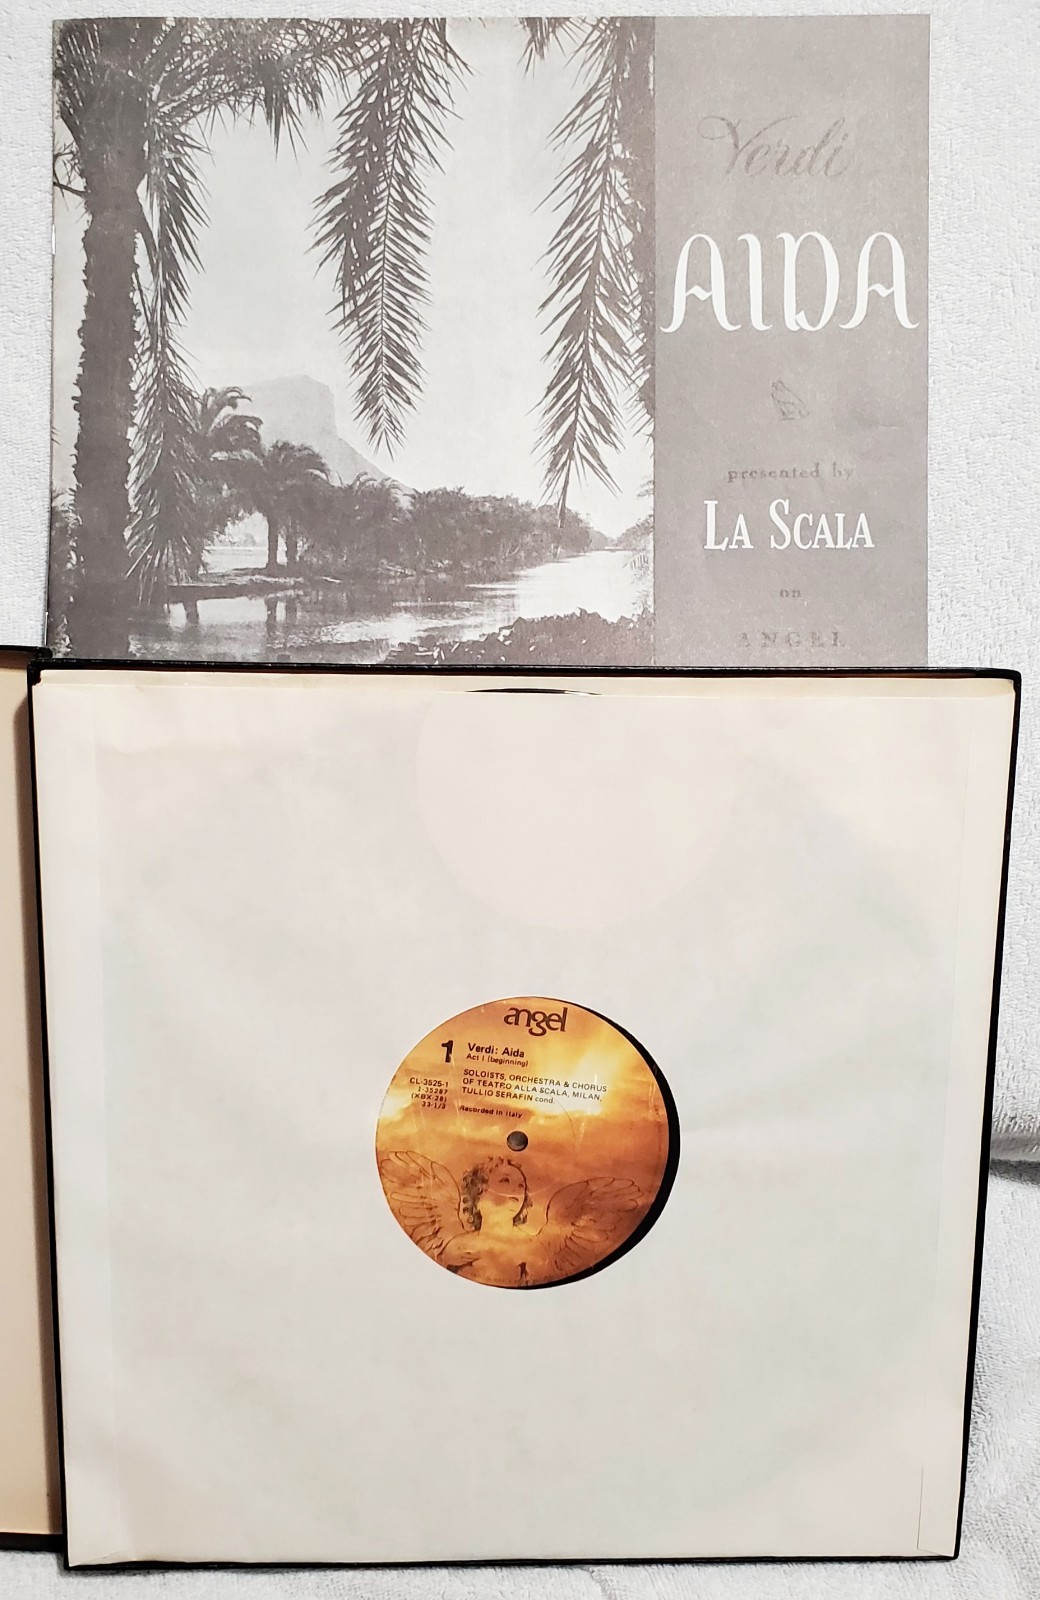 Verdi
AIDA
presented by
LA SCALA
on
ANGEL
angel
1
Verdi: Aida
Act I (beginning)
SOLOISTS, ORCHESTRA & CHORUS
OF TEATRO ALLA SCALA, MILAN,
TULLIO SERAFIN cond.
CL-3525-1
1-35287
(XBX-28)
33-1/3
Recorded in Italy